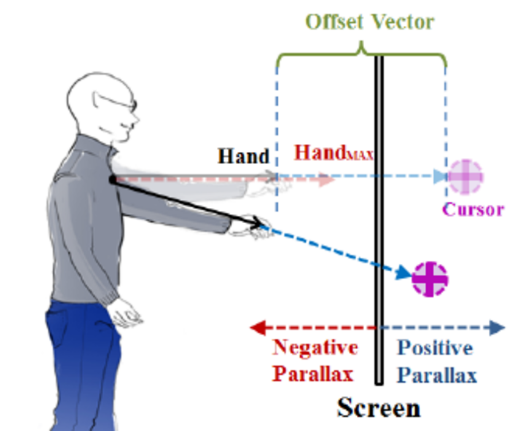 Offset Vector
Hand
HandMAX
Cursor
Negative
Parallax
Positive
Parallax
Screen